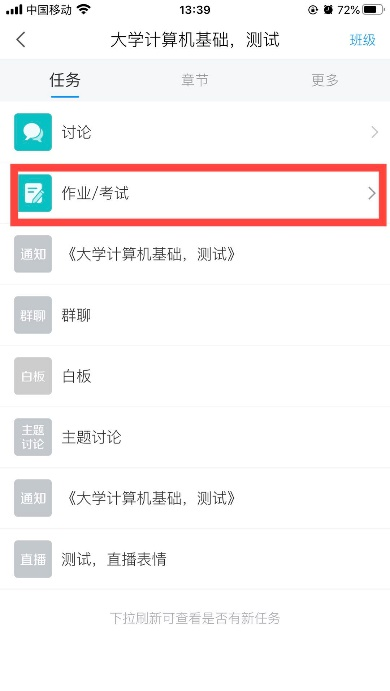 中国移动 13:39 72%
大学计算机基础，测试 班级
任务 章节 更多
讨论
作业/考试
通知 《大学计算机基础，测试》
群聊 群聊
白板 白板
主题
讨论 主题讨论
通知 《大学计算机基础，测试》
直播 测试，直播表情
下拉刷新可查看是否有新任务